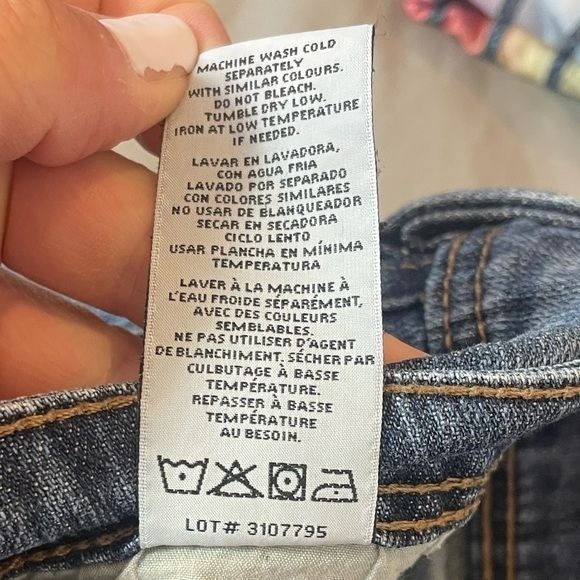 MACHINE WASH COLD
SEPARATELY
WITH SIMILAR COLOURS.
DO NOT BLEACH.
TUMBLE DRY LOW.
IRON AT LOW TEMPERATURE
IF NEEDED.
LAVAR EN LAVADORA,
CON AGUA FRIA
LAVADO POR SEPARADO
CON COLORES SIMILARES
NO USAR DE BLANQUEADOR
SECAR EN SECADORA
CICLO LENTO
USAR PLANCHA EN MÍNIMA
TEMPERATURA
LAVER À LA MACHINE À
L'EAU FROIDE SÉPARÉMENT,
AVEC DES COULEURS
SEMBLABLES.
NE PAS UTILISER D'AGENT
DE BLANCHIMENT, SÉCHER PAR
CULBUTAGE À BASSE
TEMPÉRATURE.
REPASSER À BASSE
TEMPÉRATURE
AU BESOIN.
LOT# 3107795